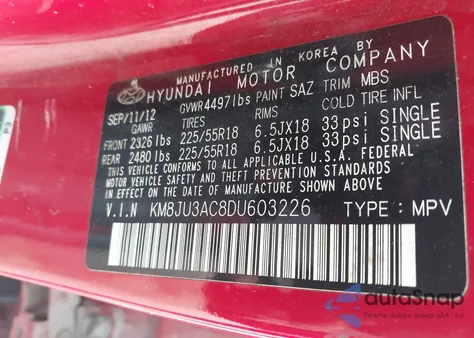 MANUFACTURED IN KOREA BY
HYUNDAI MOTOR COMPANY
SEP/11/12 GVWR4497lbs PAINT SAZ TRIM MBS
GAWR TIRES RIMS COLD TIRE INFL
FRONT 2326 lbs 225/55R18 6.5JX18 33psi SINGLE
REAR 2480 lbs 225/55R18 6.5JX18 33psi SINGLE
THIS VEHICLE CONFORMS TO ALL APPLICABLE U.S.A. FEDERAL
MOTOR VEHICLE SAFETY AND THEFT PREVENTION STANDARDS
IN EFFECT ON THE DATE OF MANUFACTURE SHOWN ABOVE.
V.I.N KM8JU3AC8DU603226 TYPE : MPV
P3
autoSnap